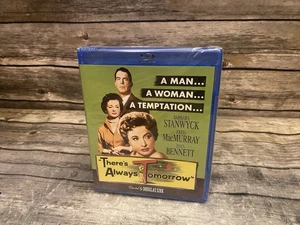 A MAN...
A WOMAN...
A TEMPTATION...
BARBARA
STANWYCK
FRED
MacMURRAY
JOAN
BENNETT
"There's
Always Tomorrow"
Directed by DOUGLAS SIRK